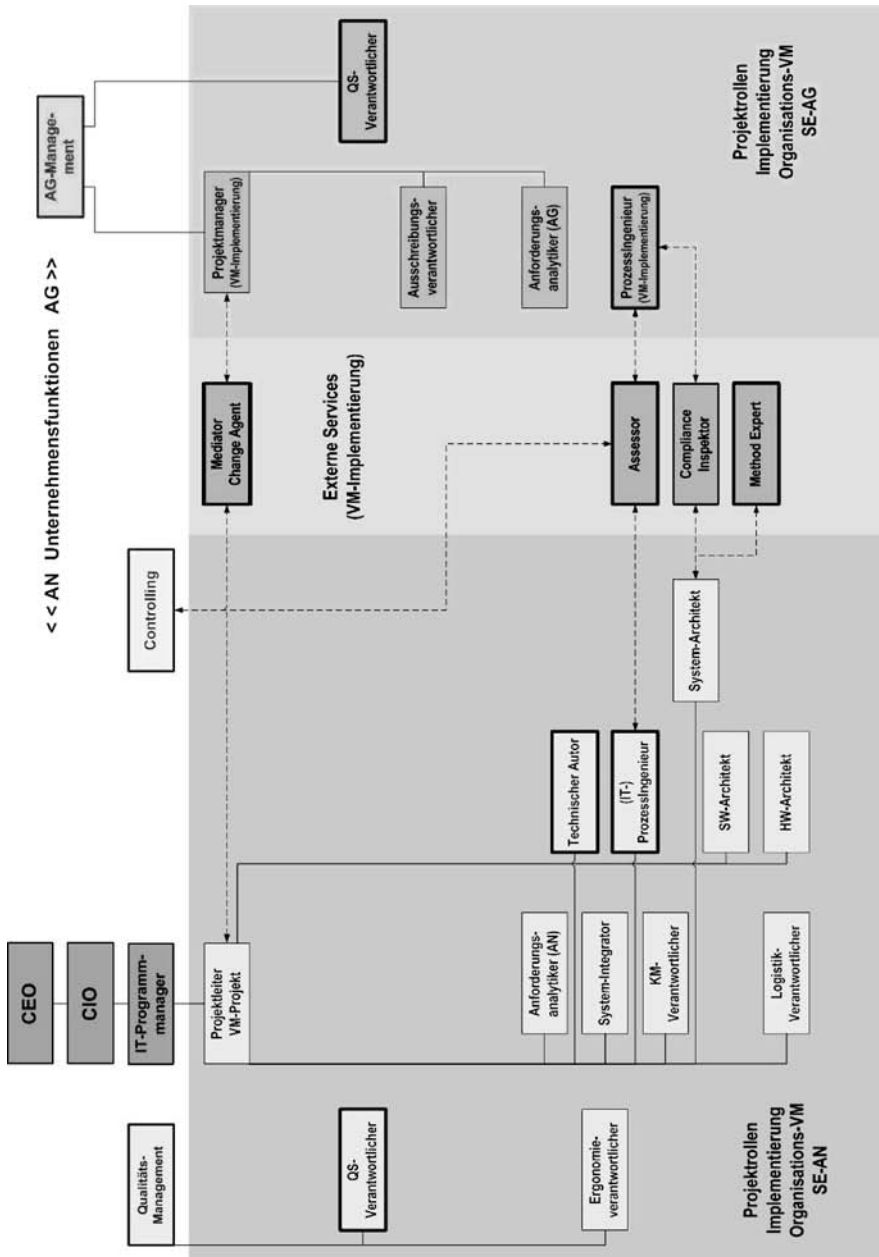 CEO
<< AN Unternehmensfunktionen AG >>
AG-Manage-
ment
CIO
Qualitäts-
Management
IT-Programm-
manager
Controlling
Projektleiter
VM-Projekt
Mediator
Change Agent
Projektmanager
(VM-Implementierung)
QS-
Verantwortlicher
Externe Services
(VM-Implementierung)
QS-
Verantwortlicher
Ausschreibungs-
verantwortlicher
Anforderungs-
analytiker (AN)
Technischer Autor
Anforderungs-
analytiker (AG)
Ergonomie-
verantwortlicher
System-Integrator
(IT-)
ProzessIngenieur
Assessor
ProzessIngenieur
(VM-Implementierung)
KM-
Verantwortlicher
System-Architekt
Compliance
Inspektor
SW-Architekt
Method Expert
Logistik-
Verantwortlicher
HW-Architekt
Projektrollen
Implementierung
Organisations-VM
SE-AN
Projektrollen
Implementierung
Organisations-VM
SE-AG